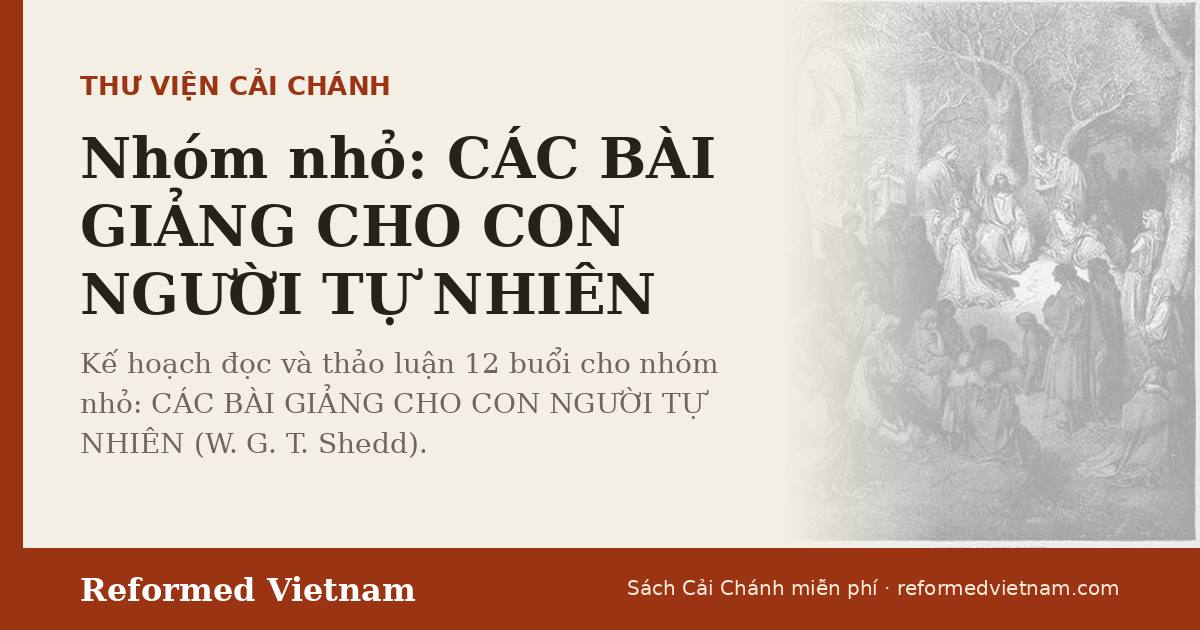 THƯ VIỆN CẢI CHÁNH
Nhóm nhỏ: CÁC BÀI
GIẢNG CHO CON
NGƯỜI TỰ NHIÊN
Kế hoạch đọc và thảo luận 12 buổi cho nhóm
nhỏ: CÁC BÀI GIẢNG CHO CON NGƯỜI TỰ
NHIÊN (W. G. T. Shedd).
Reformed Vietnam
Sách Cải Chánh miễn phí · reformedvietnam.com